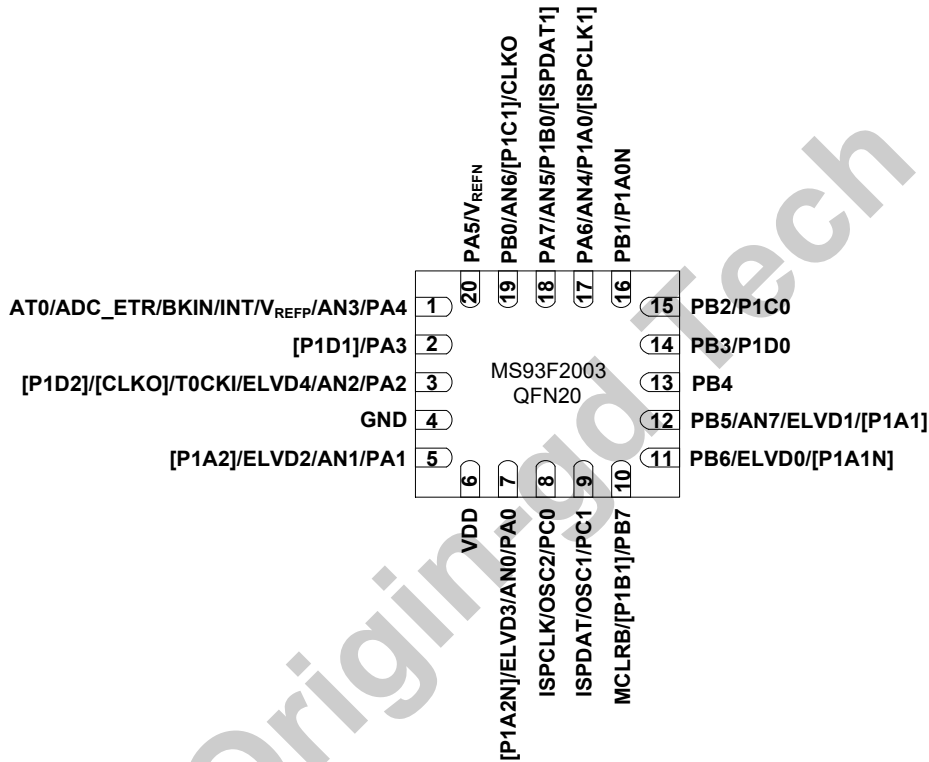 PA5/VREFN
PB0/AN6/[P1C1]/CLKO
PA7/AN5/P1B0/[ISPDAT1]
PA6/AN4/P1A0/[ISPCLK1]
PB1/P1A0N
20
19
18
17
16
AT0/ADC_ETR/BKIN/INT/VREFP/AN3/PA4
1
[P1D1]/PA3
2
[P1D2]/[CLKO]/T0CKI/ELVD4/AN2/PA2
3
GND
4
[P1A2]/ELVD2/AN1/PA1
5
MS93F2003
QFN20
15 PB2/P1C0
14 PB3/P1D0
13 PB4
12 PB5/AN7/ELVD1/[P1A1]
11 PB6/ELVD0/[P1A1N]
6
7
8
9
10
VDD
[P1A2N]/ELVD3/AN0/PA0
ISPCLK/OSC2/PC0
ISPDAT/OSC1/PC1
MCLRB/[P1B1]/PB7
Origin-gd Tech